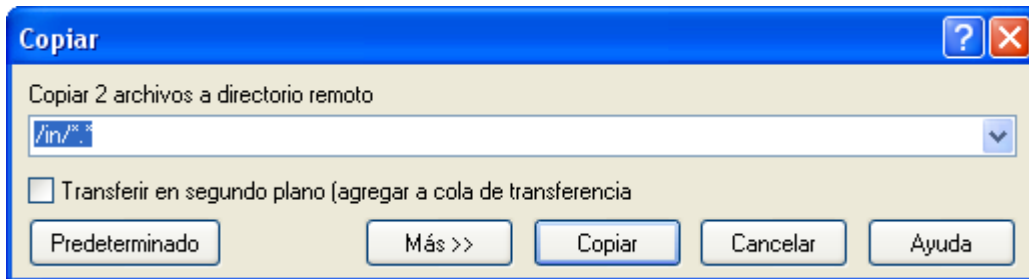 Copiar
Copiar 2 archivos a directorio remoto
/in/*.*
Transferir en segundo plano (agregar a cola de transferencia
Predeterminado Más >> Copiar Cancelar Ayuda